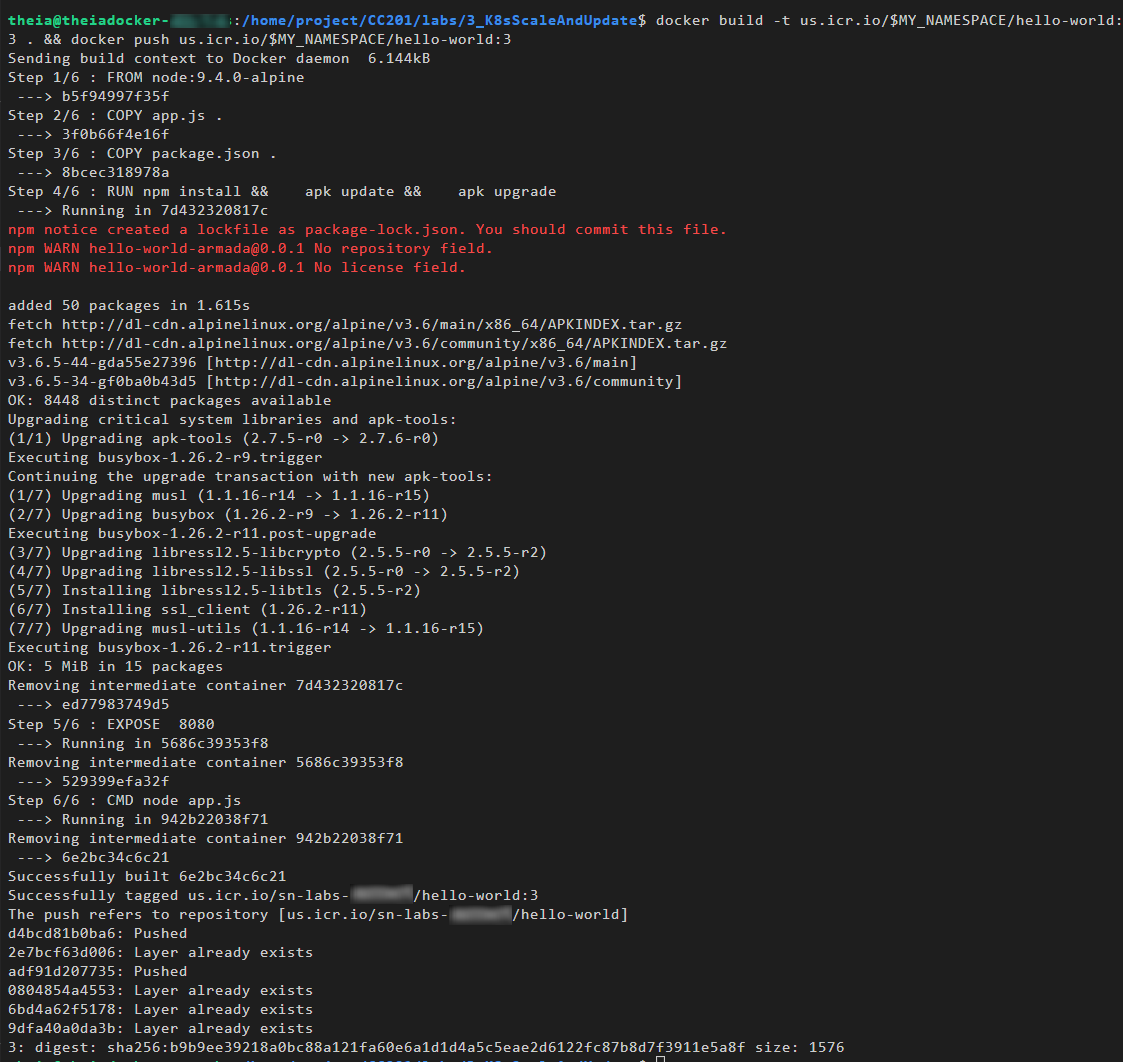 theia@theiadocker-:/home/project/CC201/labs/3_K8sScaleAndUpdate$ docker build -t us.icr.io/$MY_NAMESPACE/hello-world:
3 . && docker push us.icr.io/$MY_NAMESPACE/hello-world:3
Sending build context to Docker daemon  6.144kB
Step 1/6 : FROM node:9.4.0-alpine
 ---> b5f94997f35f
Step 2/6 : COPY app.js .
 ---> 3f0b66f4e16f
Step 3/6 : COPY package.json .
 ---> 8bcec318978a
Step 4/6 : RUN npm install &&    apk update &&    apk upgrade
 ---> Running in 7d432320817c
npm notice created a lockfile as package-lock.json. You should commit this file.
npm WARN hello-world-armada@0.0.1 No repository field.
npm WARN hello-world-armada@0.0.1 No license field.
added 50 packages in 1.615s
fetch http://dl-cdn.alpinelinux.org/alpine/v3.6/main/x86_64/APKINDEX.tar.gz
fetch http://dl-cdn.alpinelinux.org/alpine/v3.6/community/x86_64/APKINDEX.tar.gz
v3.6.5-44-gda55e27396 [http://dl-cdn.alpinelinux.org/alpine/v3.6/main]
v3.6.5-34-gf0ba0b43d5 [http://dl-cdn.alpinelinux.org/alpine/v3.6/community]
OK: 8448 distinct packages available
Upgrading critical system libraries and apk-tools:
(1/1) Upgrading apk-tools (2.7.5-r0 -> 2.7.6-r0)
Executing busybox-1.26.2-r9.trigger
Continuing the upgrade transaction with new apk-tools:
(1/7) Upgrading musl (1.1.16-r14 -> 1.1.16-r15)
(2/7) Upgrading busybox (1.26.2-r9 -> 1.26.2-r11)
Executing busybox-1.26.2-r11.post-upgrade
(3/7) Upgrading libressl2.5-libcrypto (2.5.5-r0 -> 2.5.5-r2)
(4/7) Upgrading libressl2.5-libssl (2.5.5-r0 -> 2.5.5-r2)
(5/7) Installing libressl2.5-libtls (2.5.5-r2)
(6/7) Installing ssl_client (1.26.2-r11)
(7/7) Upgrading musl-utils (1.1.16-r14 -> 1.1.16-r15)
Executing busybox-1.26.2-r11.trigger
OK: 5 MiB in 15 packages
Removing intermediate container 7d432320817c
 ---> ed77983749d5
Step 5/6 : EXPOSE  8080
 ---> Running in 5686c39353f8
Removing intermediate container 5686c39353f8
 ---> 529399efa32f
Step 6/6 : CMD node app.js
 ---> Running in 942b22038f71
Removing intermediate container 942b22038f71
 ---> 6e2bc34c6c21
Successfully built 6e2bc34c6c21
Successfully tagged us.icr.io/sn-labs-/hello-world:3
The push refers to repository [us.icr.io/sn-labs-/hello-world]
d4bcd81b0ba6: Pushed
2e7bcf63d006: Layer already exists
adf91d207735: Pushed
0804854a4553: Layer already exists
6bd4a62f5178: Layer already exists
9dfa40a0da3b: Layer already exists
3: digest: sha256:b9b9ee39218a0bc88a121fa60e6a1d1d4a5c5eae2d6122fc87b8d7f3911e5a8f size: 1576